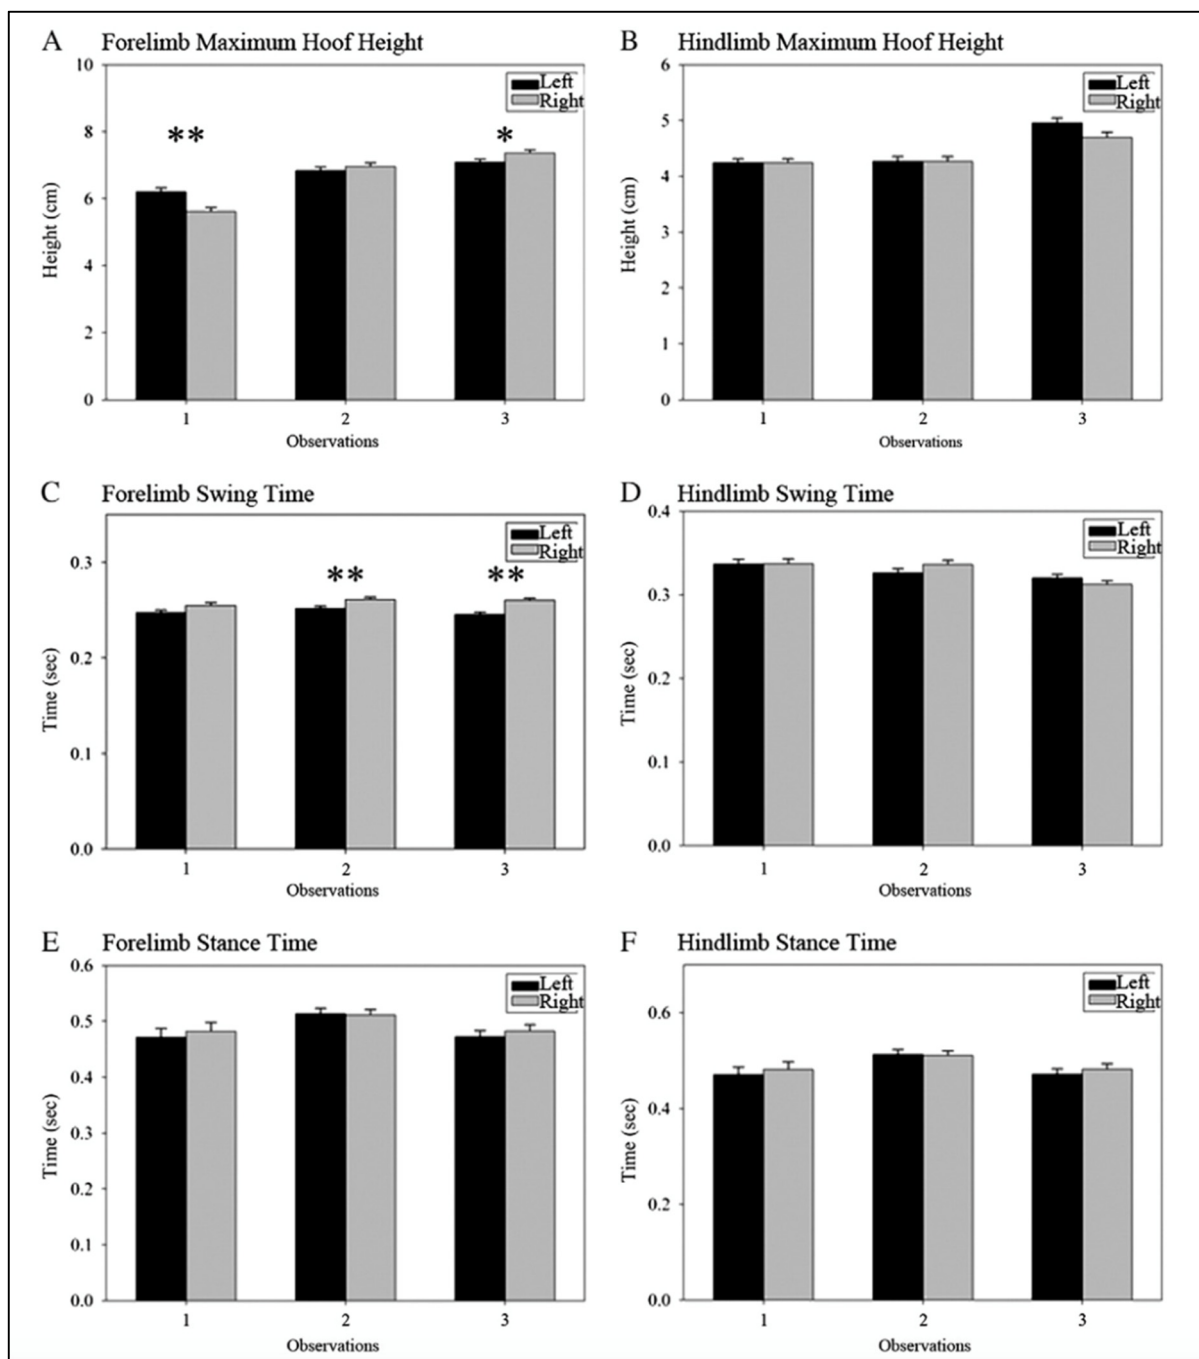 A Forelimb Maximum Hoof Height
10
8
6
4
2
0
Height (cm)
Left
Right
**
*
1 2 3
Observations
B Hindlimb Maximum Hoof Height
6
5
4
3
2
1
0
Height (cm)
Left
Right
1 2 3
Observations
C Forelimb Swing Time
0.3
0.2
0.1
0.0
Time (sec)
Left
Right
** **
1 2 3
Observations
D Hindlimb Swing Time
0.4
0.3
0.2
0.1
0.0
Time (sec)
Left
Right
1 2 3
Observations
E Forelimb Stance Time
0.6
0.5
0.4
0.3
0.2
0.1
0.0
Time (sec)
Left
Right
1 2 3
Observations
F Hindlimb Stance Time
0.6
0.4
0.2
0.0
Time (sec)
Left
Right
1 2 3
Observations